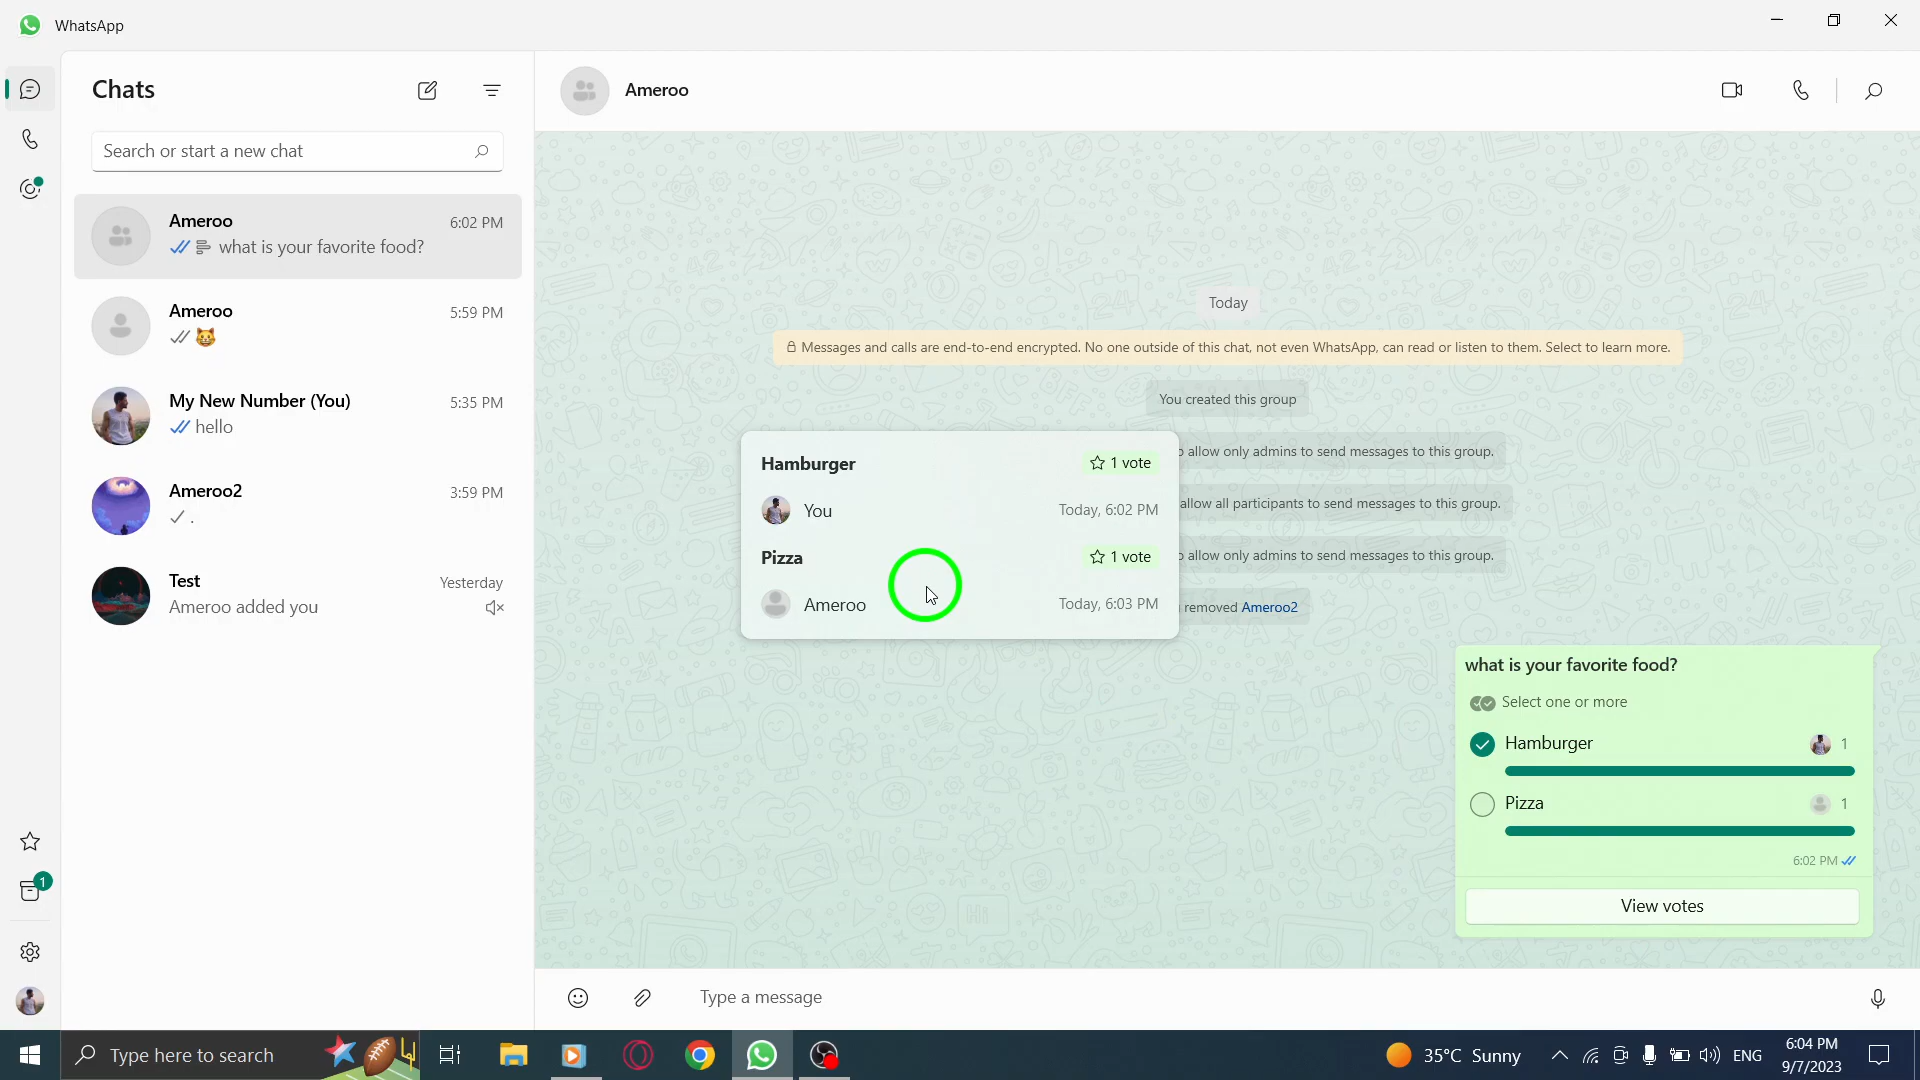 WhatsApp
Chats
Search or start a new chat
Ameroo
6:02 PM
what is your favorite food?
Ameroo
5:59 PM
My New Number (You)
5:35 PM
hello
Ameroo2
3:59 PM
.
Test
Yesterday
Ameroo added you
1
Ameroo
Today
Messages and calls are end-to-end encrypted. No one outside of this chat, not even WhatsApp, can read or listen to them. Select to learn more.
You created this group
allow only admins to send messages to this group.
allow all participants to send messages to this group.
allow only admins to send messages to this group.
removed Ameroo2
Hamburger
1 vote
You
Today, 6:02 PM
Pizza
1 vote
Ameroo
Today, 6:03 PM
what is your favorite food?
Select one or more
Hamburger
1
Pizza
1
6:02 PM
View votes
Type a message
Type here to search
35°C Sunny
ENG
6:04 PM
9/7/2023